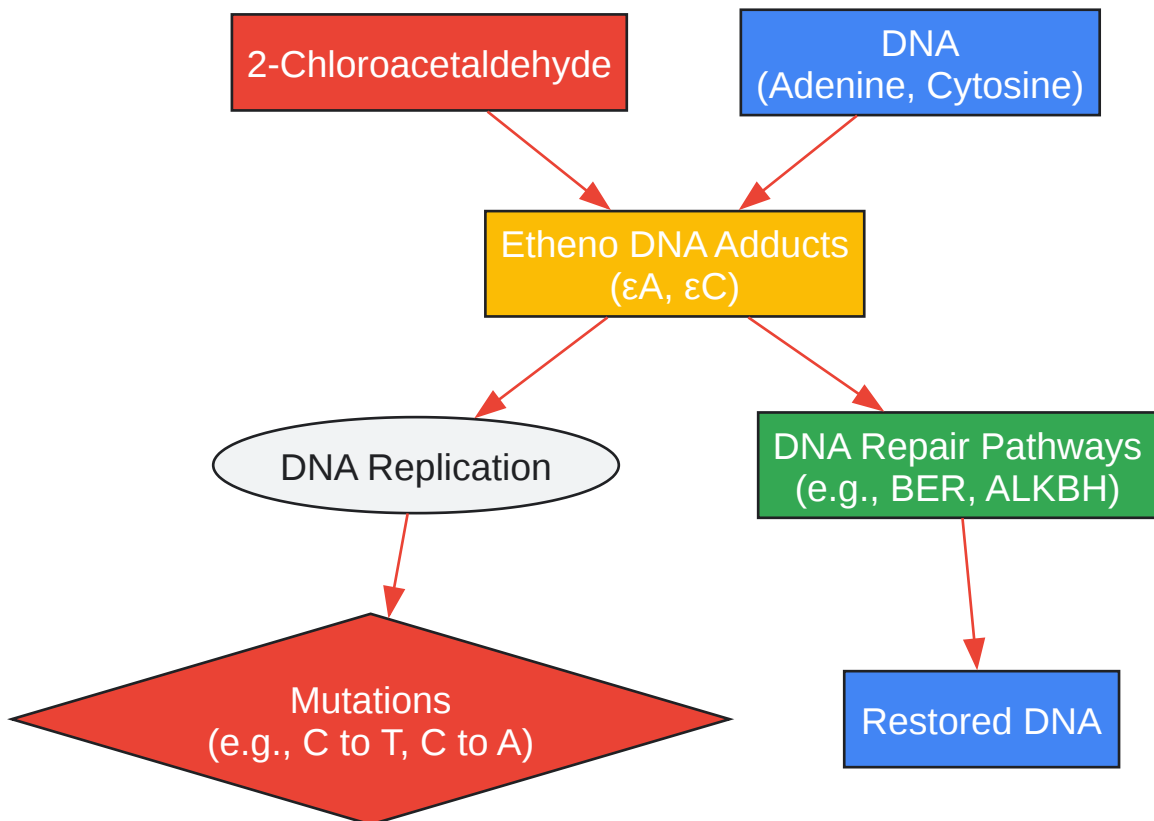 2-Chloroacetaldehyde
DNA
(Adenine, Cytosine)
Etheno DNA Adducts
(εA, εC)
DNA Replication
DNA Repair Pathways
(e.g., BER, ALKBH)
Mutations
(e.g., C to T, C to A)
Restored DNA